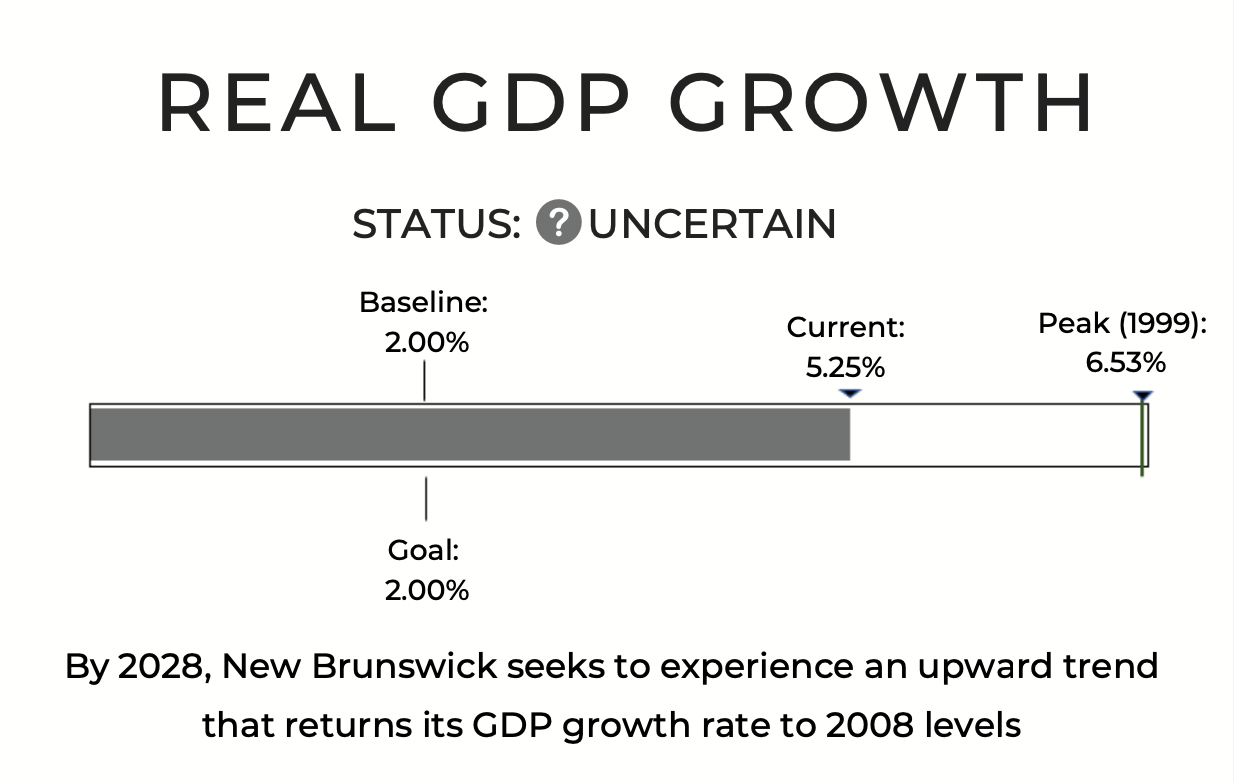 REAL GDP GROWTH
STATUS: ? UNCERTAIN
Baseline:
2.00%
Current:
5.25%
Peak (1999):
6.53%
Goal:
2.00%
By 2028, New Brunswick seeks to experience an upward trend
that returns its GDP growth rate to 2008 levels